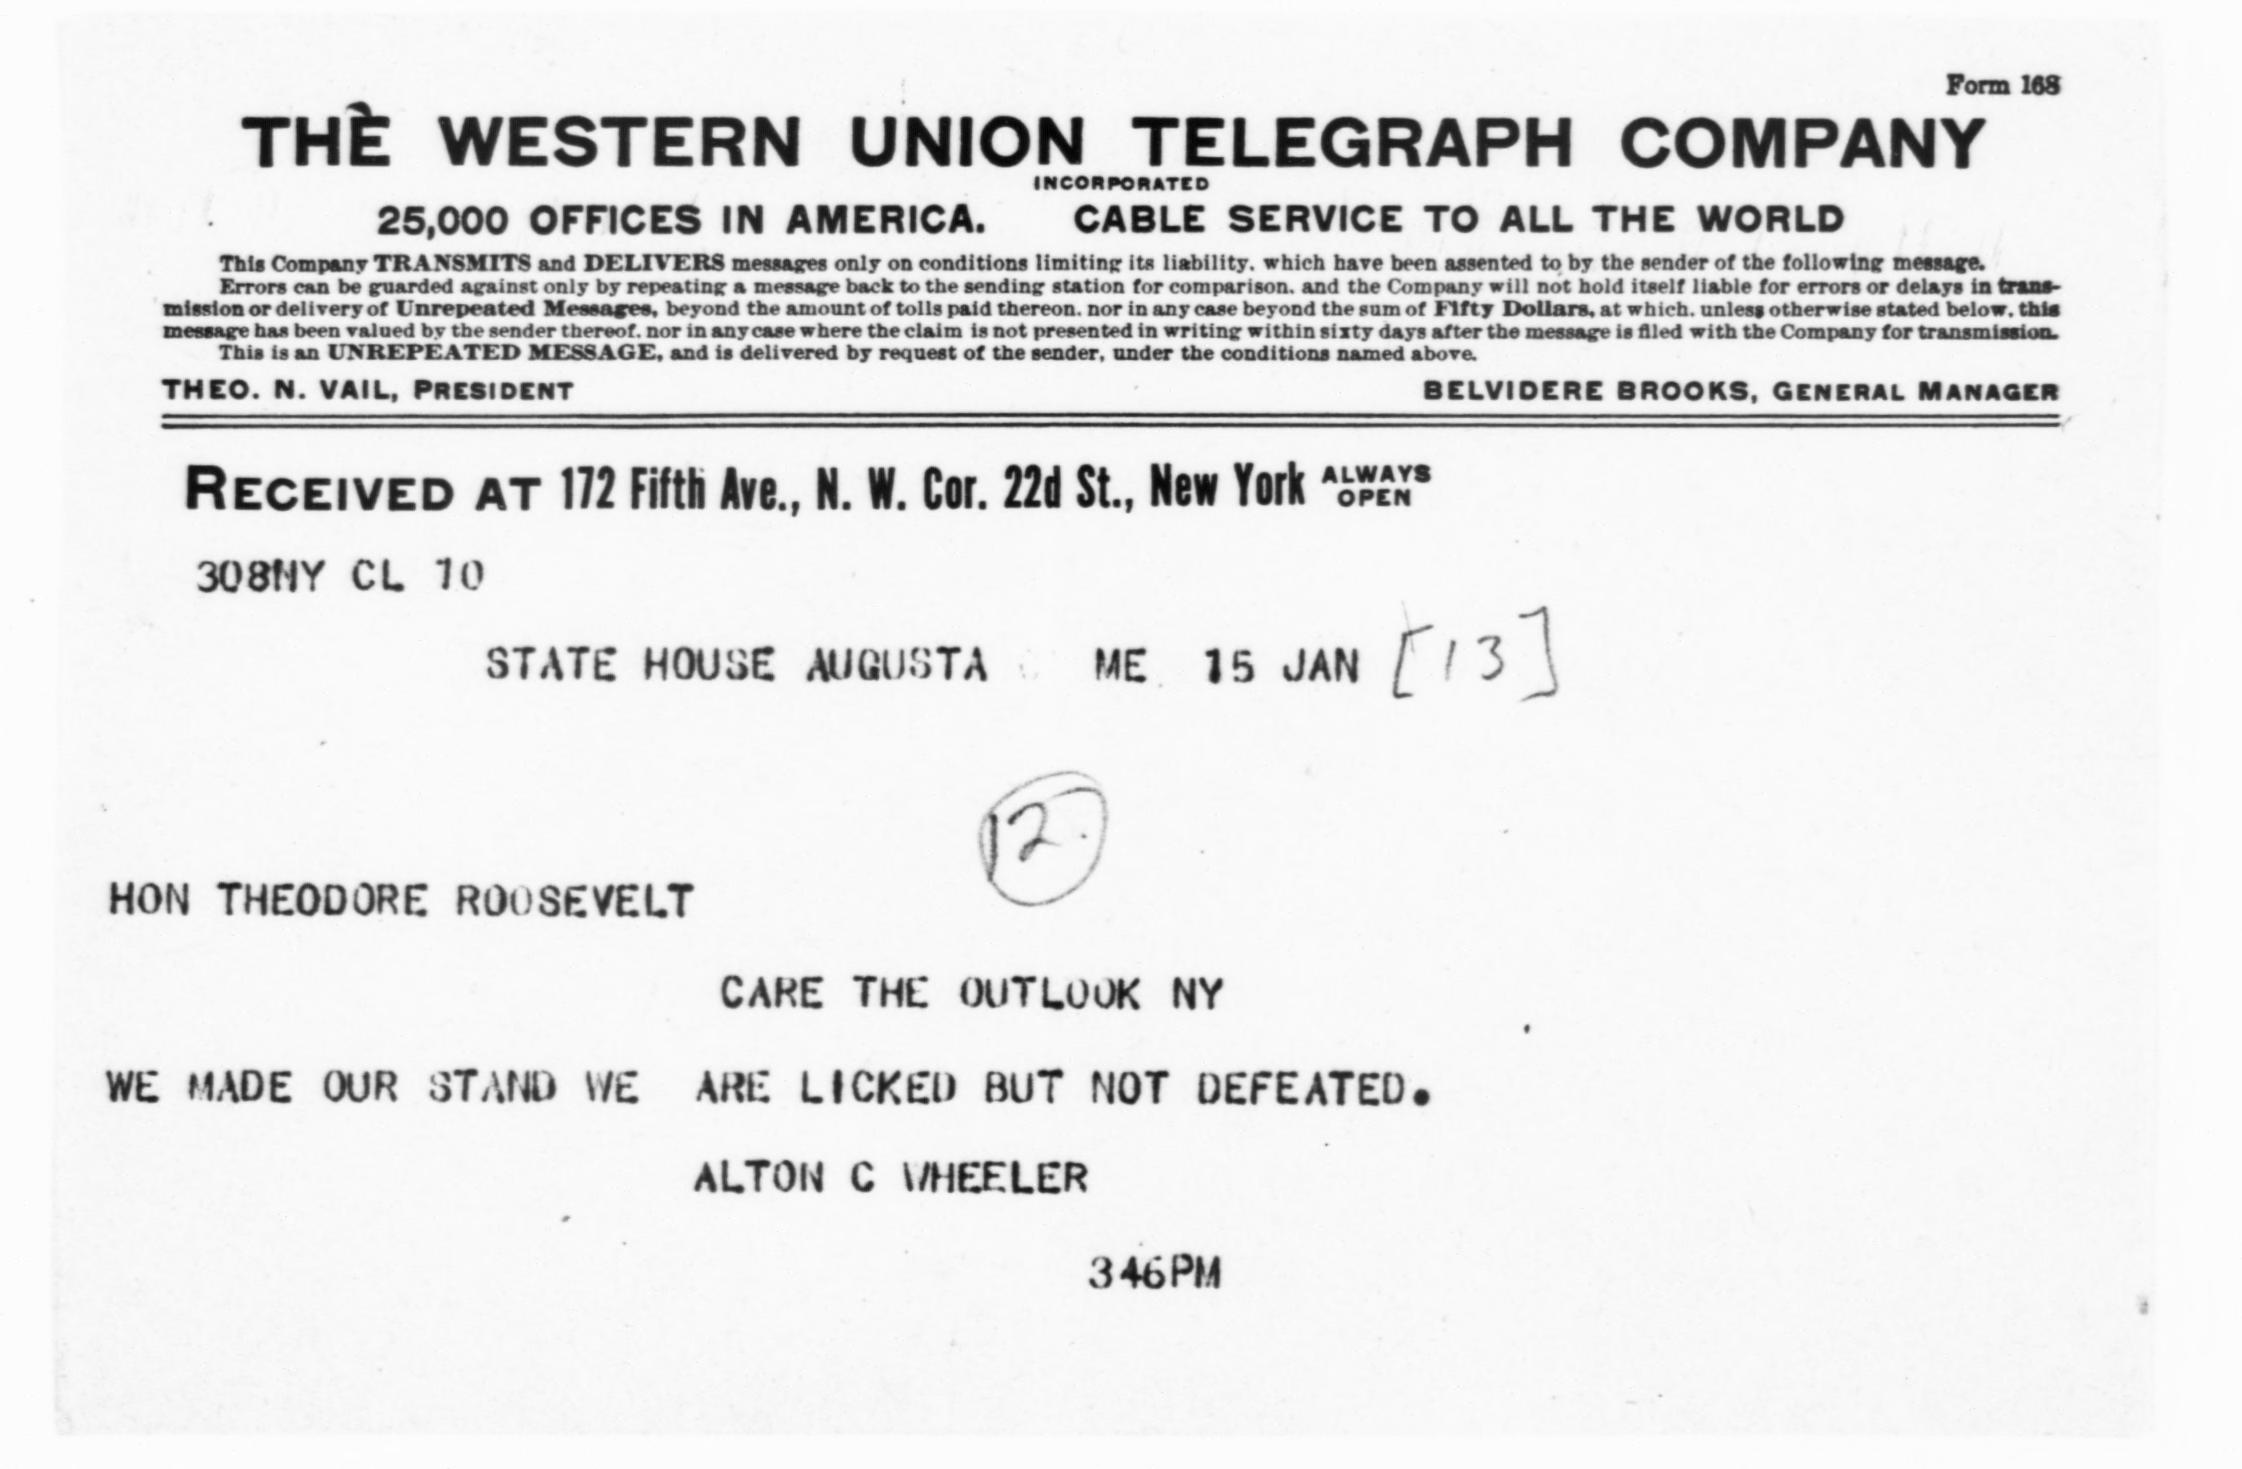 Form 168
THE WESTERN UNION TELEGRAPH COMPANY
INCORPORATED
25,000 OFFICES IN AMERICA. CABLE SERVICE TO ALL THE WORLD
This Company TRANSMITS and DELIVERS messages only on conditions limiting its liability, which have been assented to by the sender of the following message.
Errors can be guarded against only by repeating a message back to the sending station for comparison, and the Company will not hold itself liable for errors or delays in trans-
mission or delivery of Unrepeated Messages, beyond the amount of tolls paid thereon, nor in any case beyond the sum of Fifty Dollars, at which, unless otherwise stated below, this
message has been valued by the sender thereof, nor in any case where the claim is not presented in writing within sixty days after the message is filed with the Company for transmission.
This is an UNREPEATED MESSAGE, and is delivered by request of the sender, under the conditions named above.
THEO. N. VAIL, PRESIDENT BELVIDERE BROOKS, GENERAL MANAGER
RECEIVED AT 172 Fifth Ave., N. W. Cor. 22d St., New York ALWAYS OPEN
308NY CL 10
STATE HOUSE AUGUSTA ME 15 JAN [13]
12.
HON THEODORE ROOSEVELT
CARE THE OUTLOOK NY
WE MADE OUR STAND WE ARE LICKED BUT NOT DEFEATED.
ALTON C WHEELER
346PM